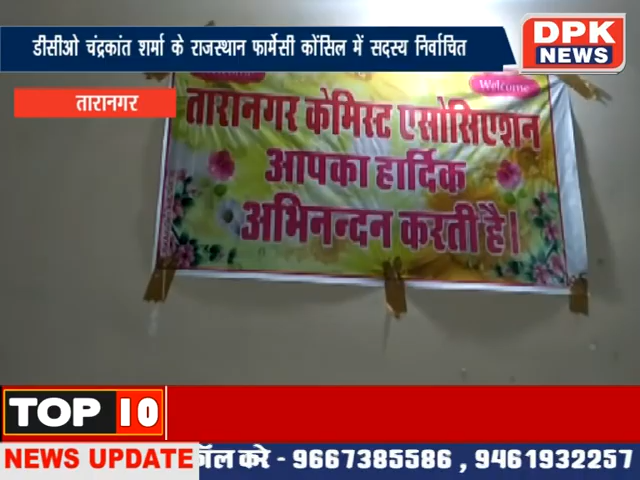 डीसीओ चंद्रकांत शर्मा के राजस्थान फार्मेसी कोंसिल में सदस्य निर्वाचित
DPK
NEWS
तारानगर
Welcome
तारानगर केमिस्ट एसोसिएशन
आपका हार्दिक
अभिनन्दन करती है।
TOP 10
NEWS UPDATE
कॉल करे - 9667385586 , 9461932257